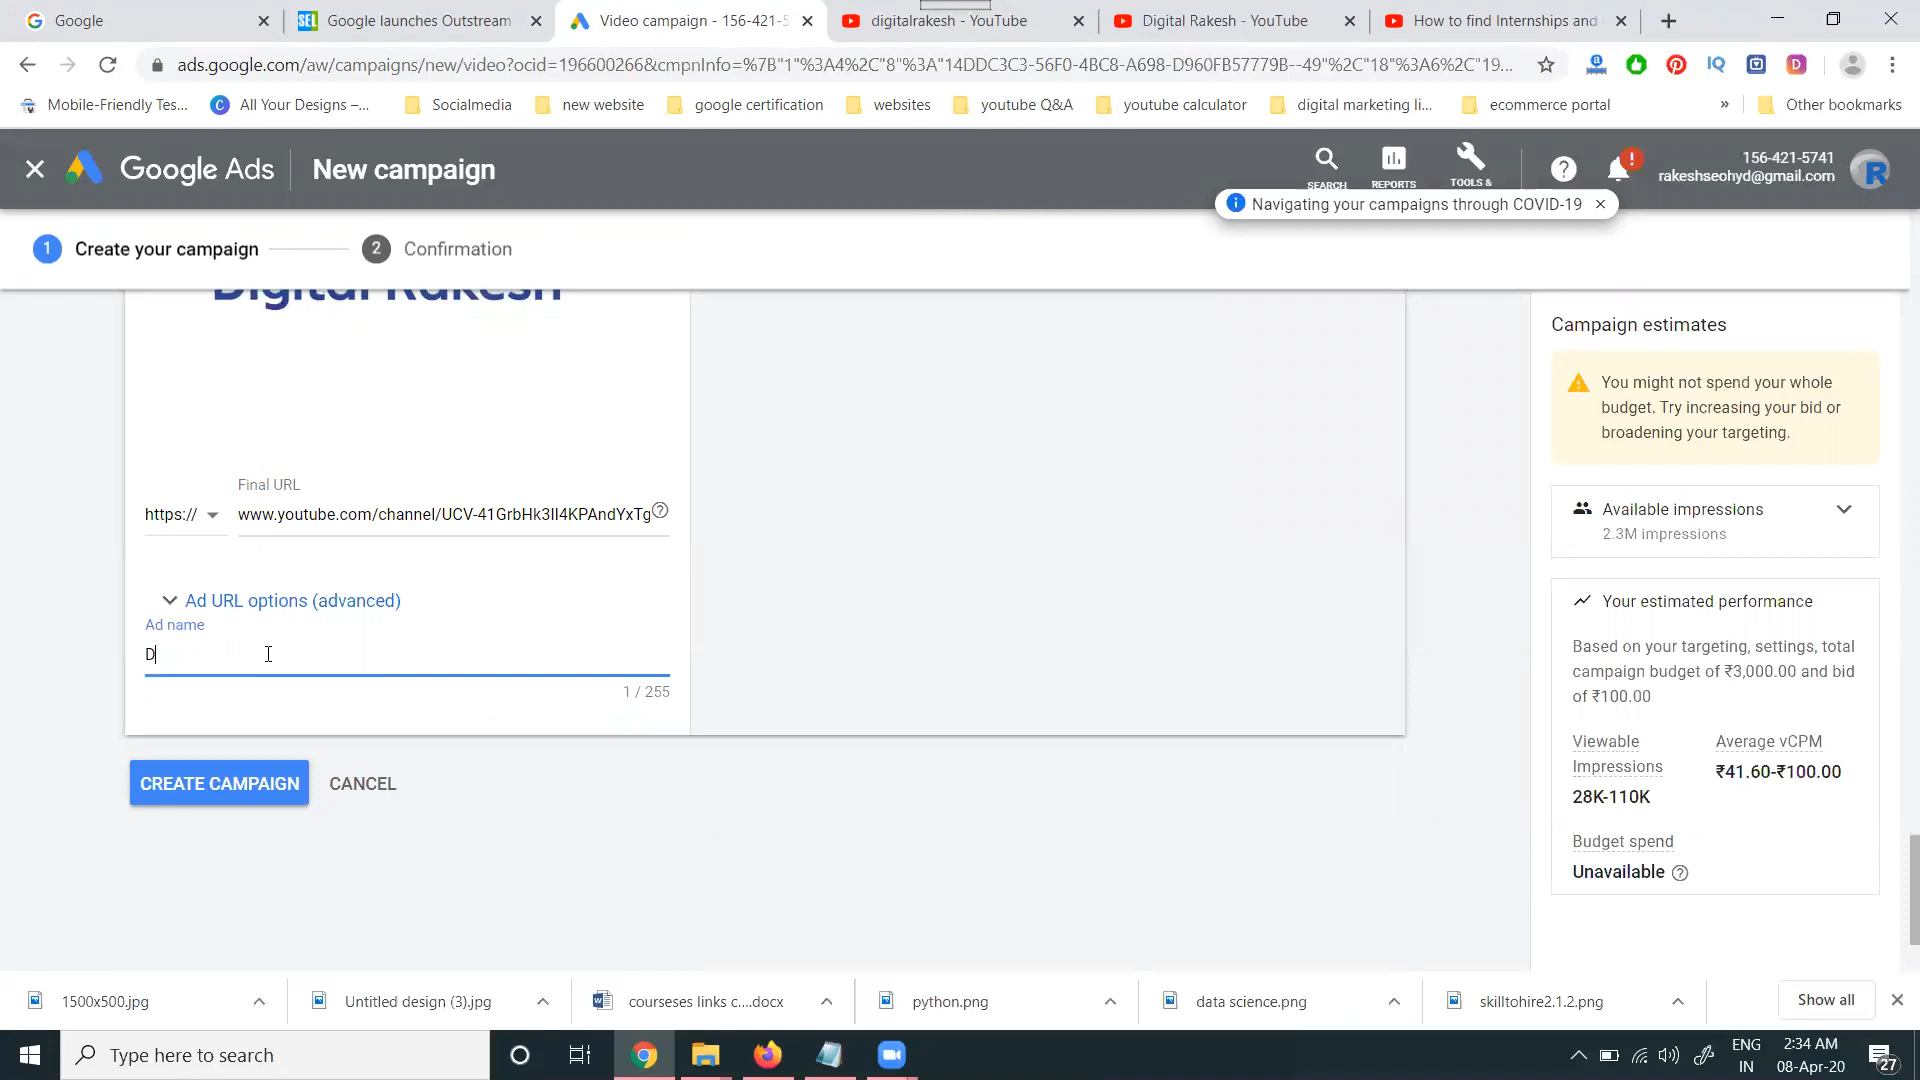 Google
Google launches Outstream
Video campaign - 156-421-5
digitalrakesh - YouTube
Digital Rakesh - YouTube
How to find Internships and
ads.google.com/aw/campaigns/new/video?ocid=196600266&cmpnInfo=%7B"1"%3A4%2C"8"%3A"14DDC3C3-56F0-4BC8-A698-D960FB57779B--49"%2C"18"%3A6%2C"19...
Mobile-Friendly Tes...
All Your Designs –...
Socialmedia
new website
google certification
websites
youtube Q&A
youtube calculator
digital marketing li...
ecommerce portal
»
Other bookmarks
Google Ads
New campaign
SEARCH
REPORTS
TOOLS &
156-421-5741
rakeshseohyd@gmail.com
Navigating your campaigns through COVID-19
1 Create your campaign
2 Confirmation
Digital Rakesh
Final URL
https://
www.youtube.com/channel/UCV-41GrbHk3II4KPAndYxTg
Ad URL options (advanced)
Ad name
D
1 / 255
CREATE CAMPAIGN
CANCEL
Campaign estimates
You might not spend your whole
budget. Try increasing your bid or
broadening your targeting.
Available impressions
2.3M impressions
Your estimated performance
Based on your targeting, settings, total
campaign budget of ₹3,000.00 and bid
of ₹100.00
Viewable
Impressions
28K-110K
Average vCPM
₹41.60-₹100.00
Budget spend
Unavailable
1500x500.jpg
Untitled design (3).jpg
courseses links c....docx
python.png
data science.png
skilltohire2.1.2.png
Show all
Type here to search
ENG
IN
2:34 AM
08-Apr-20
27